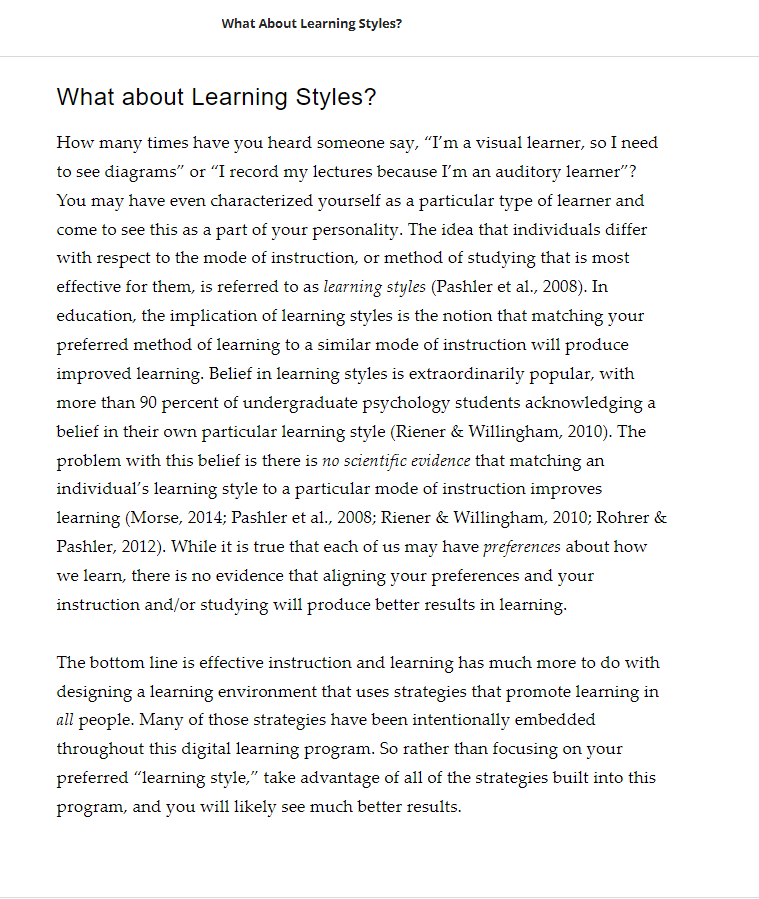 What About Learning Styles?
What about Learning Styles?
How many times have you heard someone say, “I’m a visual learner, so I need
to see diagrams” or “I record my lectures because I’m an auditory learner”?
You may have even characterized yourself as a particular type of learner and
come to see this as a part of your personality. The idea that individuals differ
with respect to the mode of instruction, or method of studying that is most
effective for them, is referred to as learning styles (Pashler et al., 2008). In
education, the implication of learning styles is the notion that matching your
preferred method of learning to a similar mode of instruction will produce
improved learning. Belief in learning styles is extraordinarily popular, with
more than 90 percent of undergraduate psychology students acknowledging a
belief in their own particular learning style (Riener & Willingham, 2010). The
problem with this belief is there is no scientific evidence that matching an
individual’s learning style to a particular mode of instruction improves
learning (Morse, 2014; Pashler et al., 2008; Riener & Willingham, 2010; Rohrer &
Pashler, 2012). While it is true that each of us may have preferences about how
we learn, there is no evidence that aligning your preferences and your
instruction and/or studying will produce better results in learning.
The bottom line is effective instruction and learning has much more to do with
designing a learning environment that uses strategies that promote learning in
all people. Many of those strategies have been intentionally embedded
throughout this digital learning program. So rather than focusing on your
preferred “learning style,” take advantage of all of the strategies built into this
program, and you will likely see much better results.